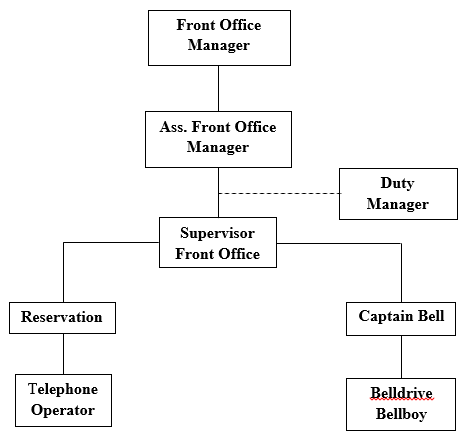 Front Office
Manager
Ass. Front Office
Manager
Duty
Manager
Supervisor
Front Office
Reservation
Captain Bell
Telephone
Operator
Belldrive
Bellboy